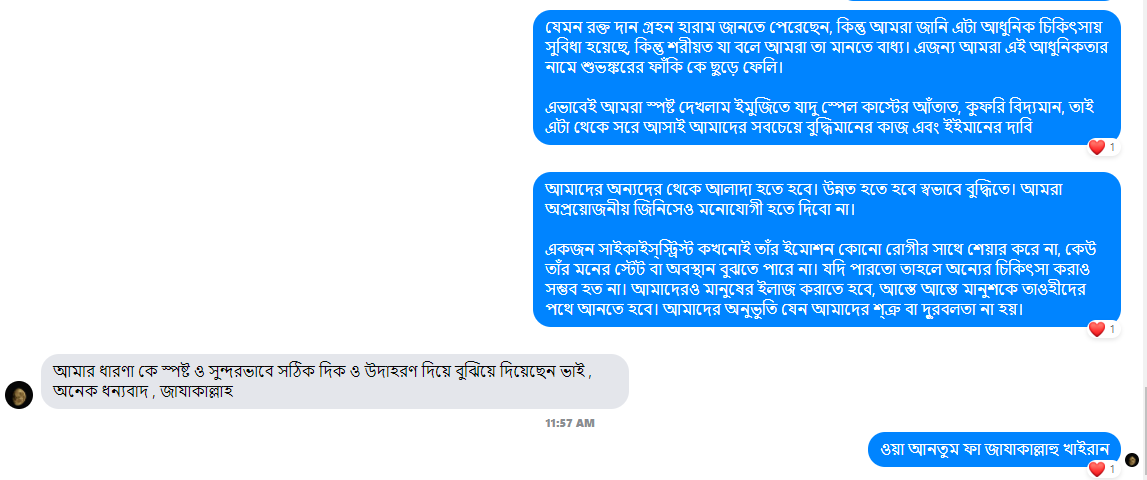 যেমন রক্ত দান গ্রহন হারাম জানতে পেরেছেন, কিন্তু আমরা জানি এটা আধুনিক চিকিৎসায়
সুবিধা হয়েছে, কিন্তু শরীয়ত যা বলে আমরা তা মানতে বাধ্য। এজন্য আমরা এই আধুনিকতার
নামে শুভঙ্করের ফাঁকি কে ছুড়ে ফেলি।
এভাবেই আমরা স্পষ্ট দেখলাম ইমুজিতে যাদু স্পেল কাস্টের আঁতাত, কুফরি বিদ্যমান, তাই
এটা থেকে সরে আসাই আমাদের সবচেয়ে বুদ্ধিমানের কাজ এবং ইইমানের দাবি
1
আমাদের অন্যদের থেকে আলাদা হতে হবে। উন্নত হতে হবে স্বভাবে বুদ্ধিতে। আমরা
অপ্রয়োজনীয় জিনিসেও মনোযোগী হতে দিবো না।
একজন সাইকাইস্স্ট্রিস্ট কখনোই তাঁর ইমোশন কোনো রোগীর সাথে শেয়ার করে না, কেউ
তাঁর মনের স্টেট বা অবস্থান বুঝতে পারে না। যদি পারতো তাহলে অন্যের চিকিৎসা করাও
সম্ভব হত না। আমাদেরও মানুষের ইলাজ করাতে হবে, আস্তে আস্তে মানুশকে তাওহীদের
পথে আনতে হবে। আমাদের অনুভুতি যেন আমাদের শ্ত্রু বা দূুরবলতা না হয়।
1
আমার ধারণা কে স্পষ্ট ও সুন্দরভাবে সঠিক দিক ও উদাহরণ দিয়ে বুঝিয়ে দিয়েছেন ভাই ,
অনেক ধন্যবাদ , জাযাকাল্লাহ
11:57 AM
ওয়া আনতুম ফা জাযাকাল্লাহু খাইরান
1